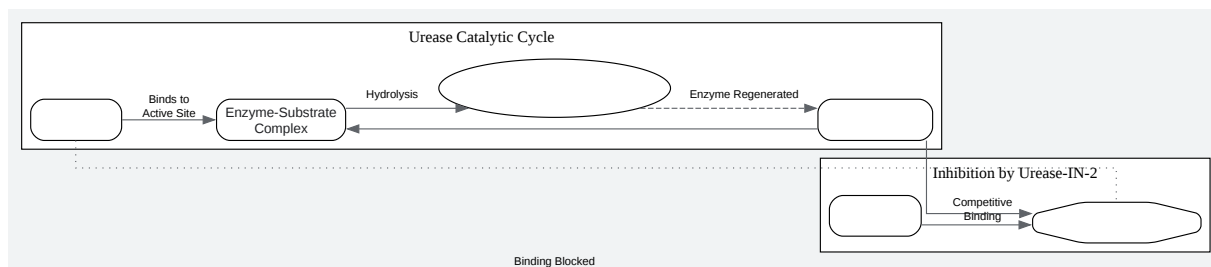 Urease Catalytic Cycle
Binds to
Active Site
Enzyme-Substrate
Complex
Hydrolysis
Enzyme Regenerated
Inhibition by Urease-IN-2
Competitive
Binding
Binding Blocked